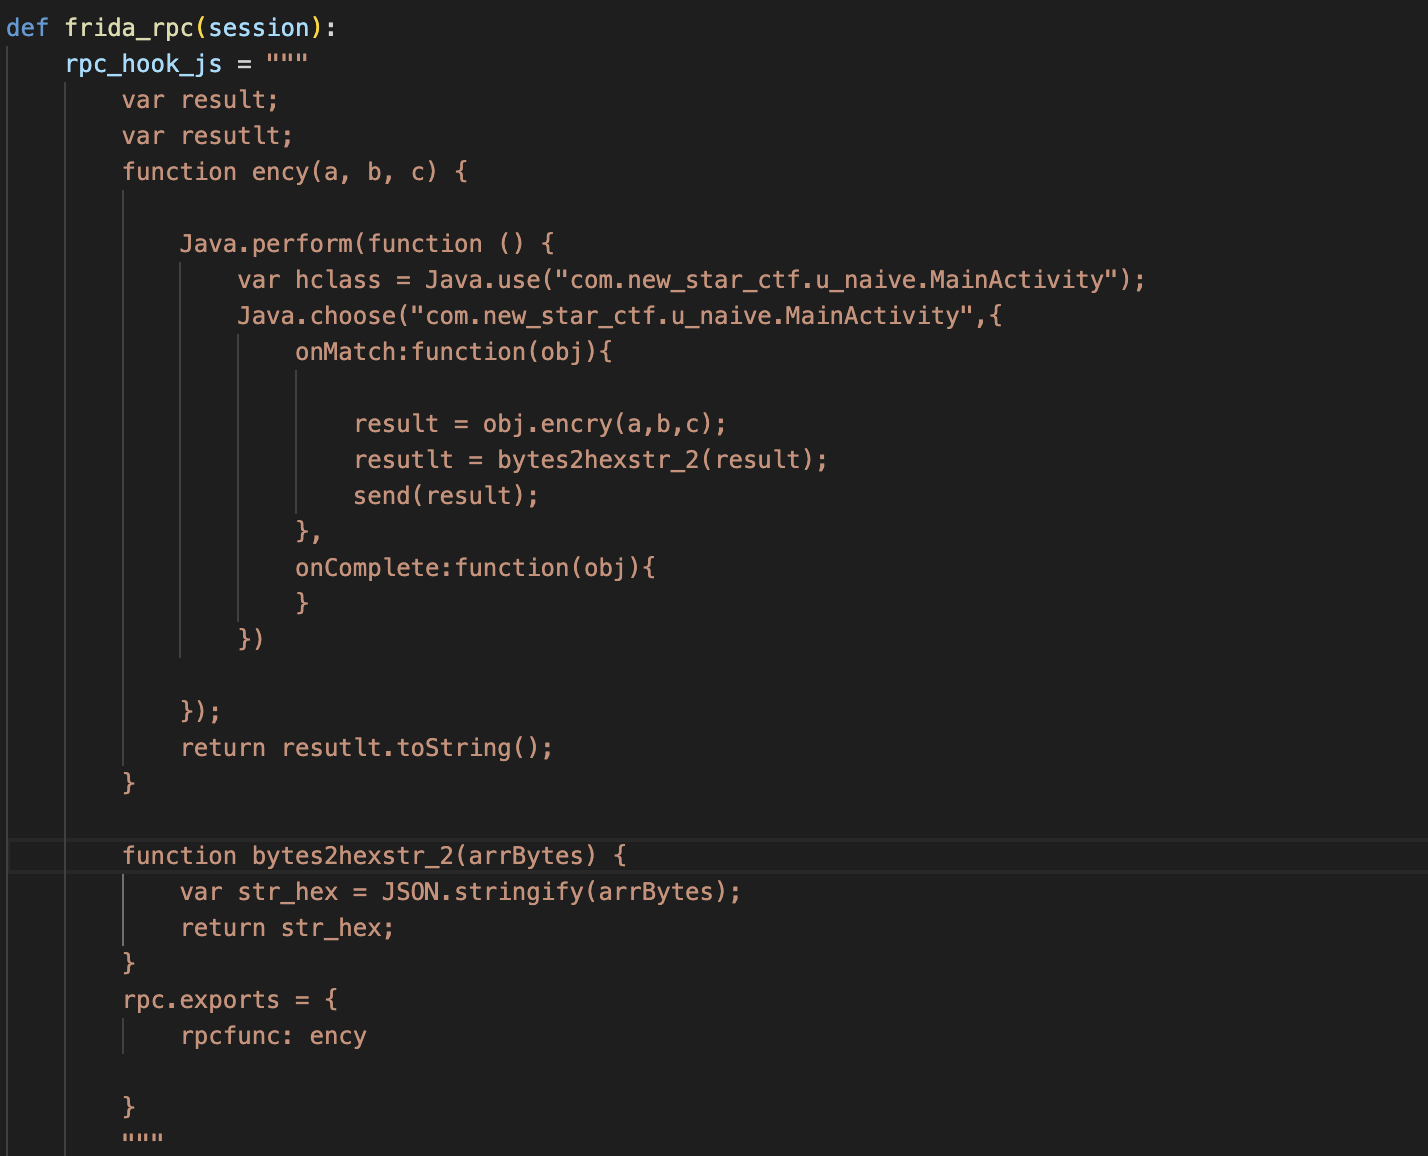 def frida_rpc(session):
    rpc_hook_js = """
        var result;
        var resutlt;
        function ency(a, b, c) {
            Java.perform(function () {
                var hclass = Java.use("com.new_star_ctf.u_naive.MainActivity");
                Java.choose("com.new_star_ctf.u_naive.MainActivity",{
                    onMatch:function(obj){
                        result = obj.encry(a,b,c);
                        resutlt = bytes2hexstr_2(result);
                        send(result);
                    },
                    onComplete:function(obj){
                    }
                })
            });
            return resutlt.toString();
        }
        function bytes2hexstr_2(arrBytes) {
            var str_hex = JSON.stringify(arrBytes);
            return str_hex;
        }
        rpc.exports = {
            rpcfunc: ency
        }
        """